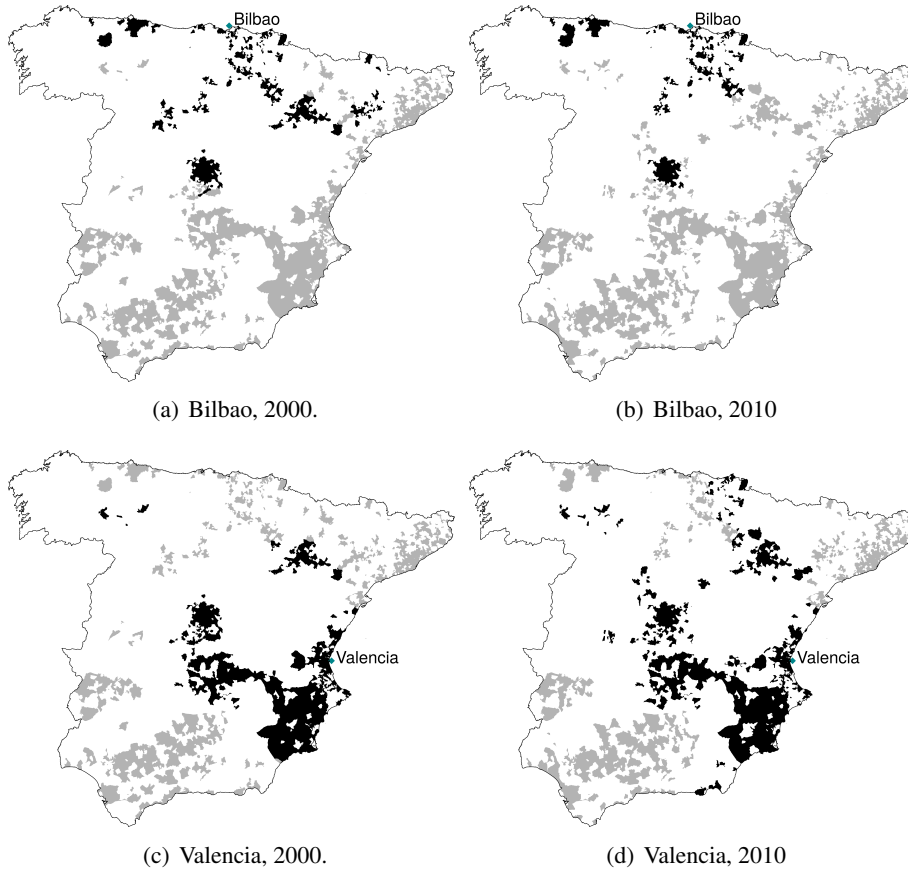 Bilbao
Bilbao
(a) Bilbao, 2000.
(b) Bilbao, 2010
Valencia
Valencia
(c) Valencia, 2000.
(d) Valencia, 2010